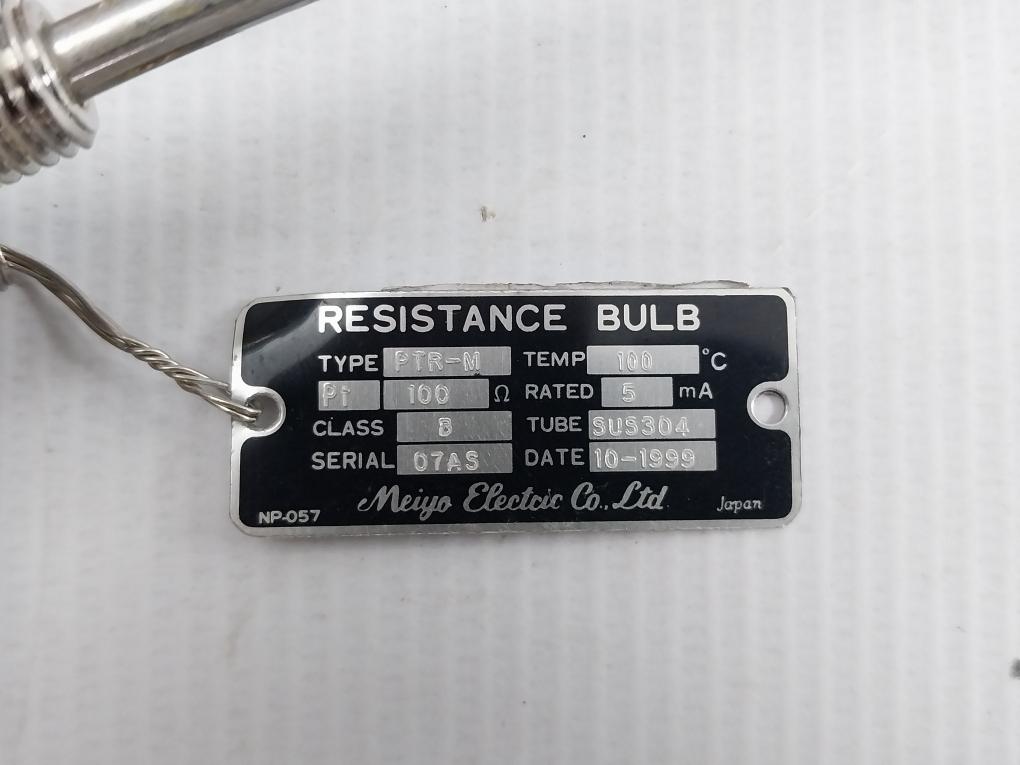 RESISTANCE BULB
TYPE PTR-M TEMP 100 °C
Pt 100 Ω RATED 5 mA
CLASS B TUBE SUS304
SERIAL 07AS DATE 10-1999
Meiyo Electric Co., Ltd.
NP-057 Japan